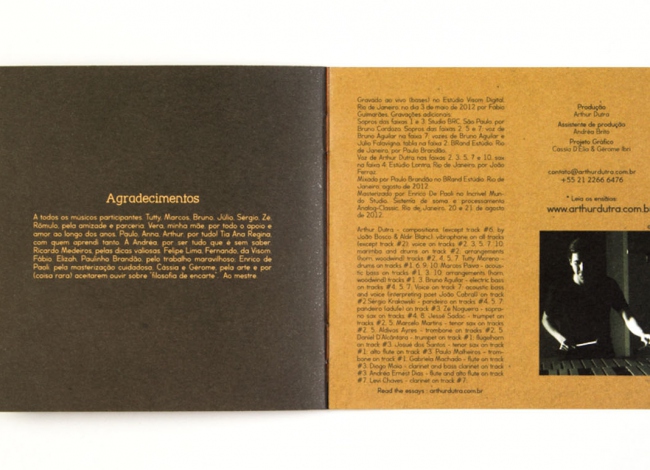 Agradecimentos
A todos os músicos participantes. Tutty, Marcos, Bruno, Júlia, Sérgio, Zé,
Rômulo, pela amizade e parceria. Vera, minha mãe, por todo o apoio e
amor ao longo dos anos. Paulo, Anna, Arthur, por tudo! Tia Ana Regina,
com quem aprendi tanto. A Andréa, por ser tudo que é sem saber.
Ricardo Medeiros, pelas dicas valiosas. Felipe, Luna, Fernando, da Visom.
Fábio. Elizah. Paulinho Brandão, pelo trabalho maravilhoso; Enrico de
Paoli, pela masterização cuidadosa. Cássia e Gérome, pela arte e por
(coisa rara) aceitarem ouvir sobre "filosofia de encarte". Ao mestre.
Gravado ao vivo (bases) no Estúdio Visom Digital,
Rio de Janeiro, no dia 3 de maio de 2012 por Fábio
Guimarães. Gravações adicionais:
Sopros das faixas 1 e 3: Studio BRC, São Paulo, por
Bruno Cardozo. Sopros das faixas 2, 5 e 7; voz de
Bruno Aguilar na faixa 7; vozes de Bruno Aguilar e
Júlia Falavigna; tabla na faixa 2: BRand Estúdio, Rio de
Janeiro, por Paulo Brandão.
Voz de Arthur Dutra nas faixas 2, 3, 5, 7 e 10, sax
na faixa 4: Estúdio Lontra, Rio de Janeiro, por João
Ferraz.
Mixado por Paulo Brandão no BRand Estúdio, Rio de
Janeiro, agosto de 2012.
Masterizado por Enrico De Paoli no Incrível Mun-
do Studio. Sistema de soma e processamento
Analog-Classic. Rio de Janeiro, 20 e 21 de agosto
de 2012.
Arthur Dutra - compositions (except track #6 by
João Bosco & Aldir Blanc); vibraphone on all tracks
(except track #2); voice on tracks #2, 3, 5, 7, 10;
marimba and drums on track #2; arrangements
(horn, woodwind) tracks #2, 4, 5, 7. Tutty Moreno -
drums on tracks #1, 6, 9, 10. Marcos Paiva - acous-
tic bass on tracks #1, 3, 10; arrangements (horn,
woodwind) tracks #1, 3. Bruno Aguilar - electric bass
on tracks #4, 5, 7. Voice on track 7; acoustic bass
and voice (interpreting poet João Cabral) on track
#2. Sérgio Krakowski - pandeiro on tracks #4, 5, 7;
pandeiro (adufe) on track #3. Zé Nogueira - sopra-
no sax on tracks #4, 8. Jessé Sadoc - trumpet on
tracks #2, 5. Marcelo Martins - tenor sax on tracks
#2, 5. Aldivas Ayres - trombone on tracks #2, 5.
Daniel D'Alcântara - trumpet on track #1; flugelhorn
on track #3. Josué dos Santos - tenor sax on track
#1; alto flute on track #3. Paulo Malheiros - trom-
bone on track #1. Gabriela Machado - flute on track
#3. Diogo Maia - clarinet and bass clarinet on track
#3. Andréa Ernest Dias - flute and alto flute on track
#7. Levi Chaves - clarinet on track #7.
Read the essays: arthurdutra.com.br
Produção
Arthur Dutra
Assistente de produção
Andréa Brito
Projeto Gráfico
Cássia D'Elia & Gérome Ibri
contato@arthurdutra.com.br
+55 21 2266 6476
* Leia os ensaios:
www.arthurdutra.com.b